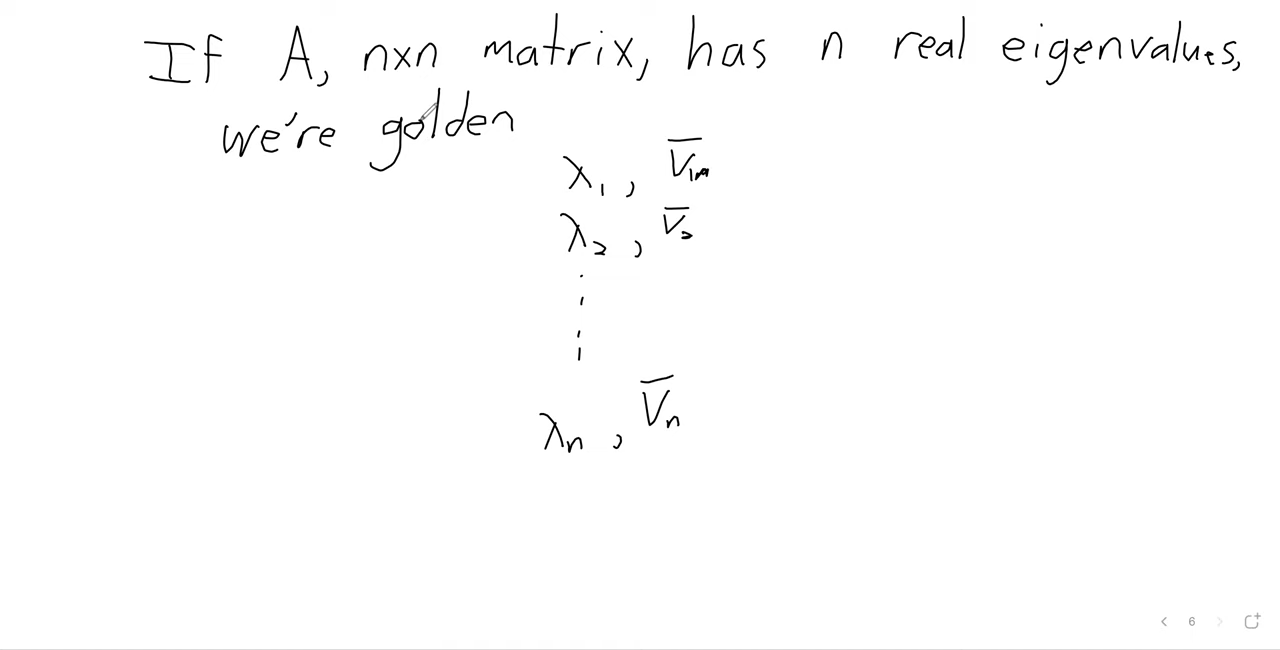 If A, nxn matrix, has n real eigenvalues,
we're golden
λ₁, V̅₁
λ₂, V̅₂
λₙ, V̅ₙ
6